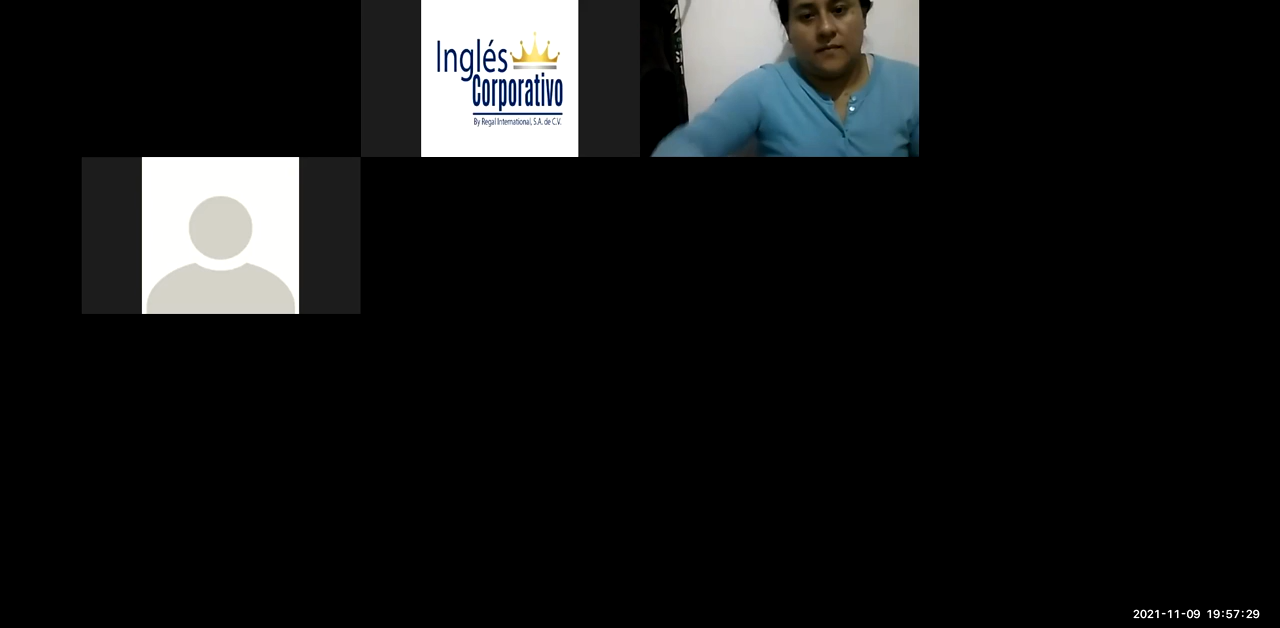 Inglés
Corporativo
By Regal International, S.A. de C.V.
2021-11-09 19:57:29